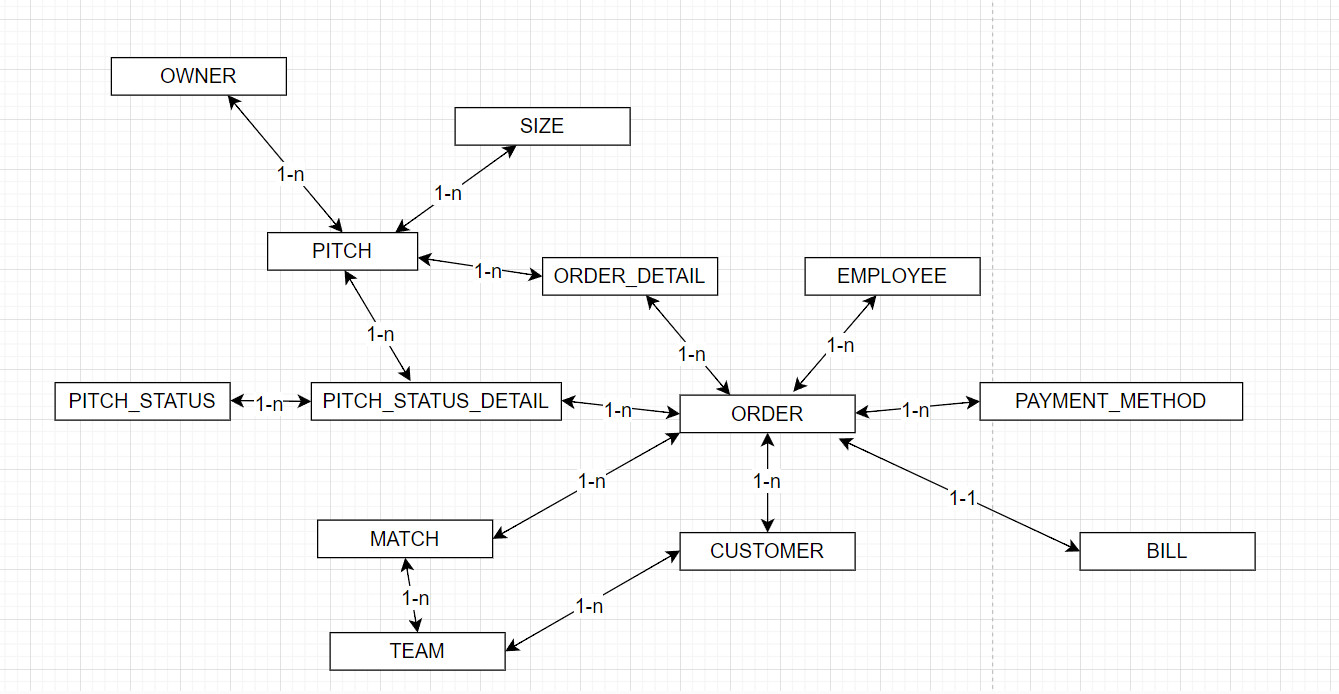 OWNER
SIZE
1-n
1-n
PITCH
1-n
ORDER_DETAIL
EMPLOYEE
1-n
1-n
1-n
PITCH_STATUS
1-n
PITCH_STATUS_DETAIL
1-n
ORDER
1-n
PAYMENT_METHOD
1-n
1-n
1-1
MATCH
CUSTOMER
BILL
1-n
1-n
TEAM